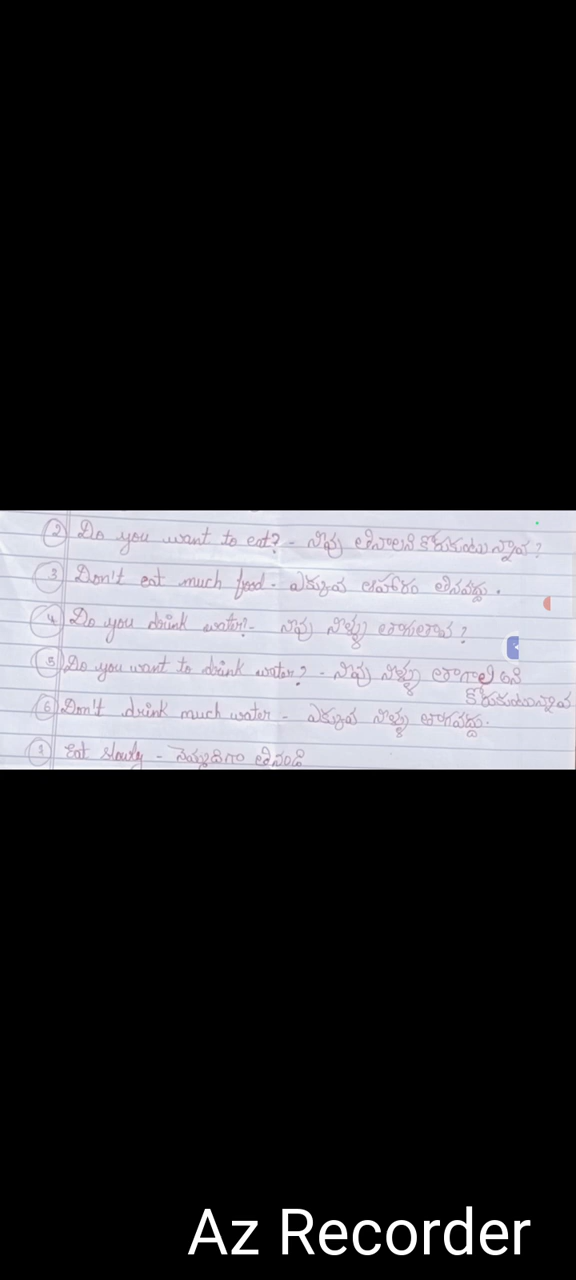 ② Do you want to eat? - నీవు తినాలని కోరుకుంటున్నావ?
③ Don't eat much food - ఎక్కువ ఆహారం తినవద్దు.
④ Do you drink water? - నీవు నీళ్ళు త్రాగుతావ?
⑤ Do you want to drink water? - నీవు నీళ్ళు త్రాగాలి అని
కోరుకుంటున్నావ
⑥ Don't drink much water - ఎక్కువ నీళ్ళు త్రాగవద్దు.
⑦ Eat slowly - నెమ్మదిగా తినండి
Az Recorder